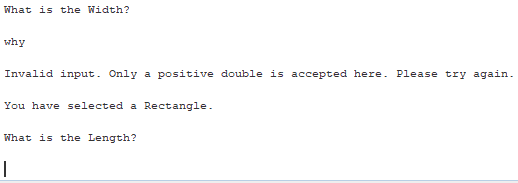 What is the Width?
why
Invalid input. Only a positive double is accepted here. Please try again.
You have selected a Rectangle.
What is the Length?